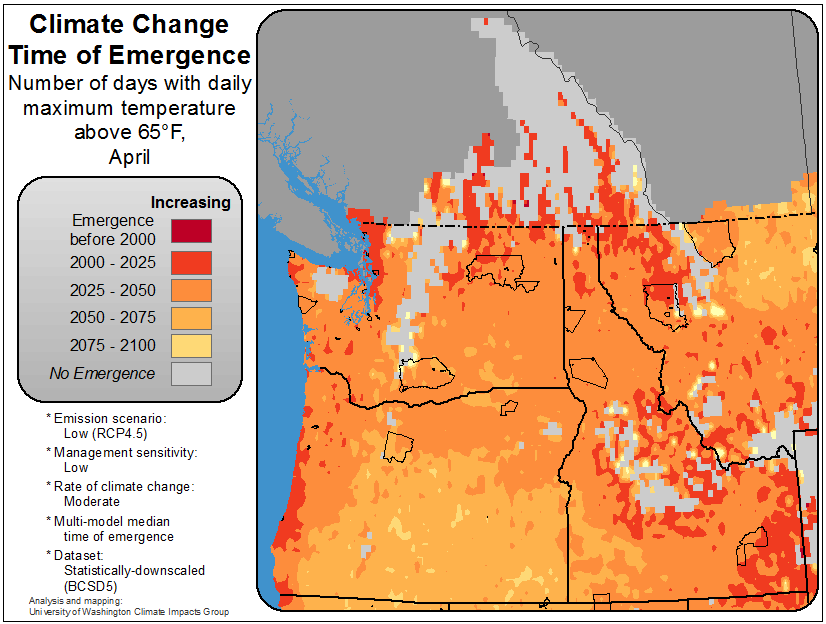 Climate Change
Time of Emergence
Number of days with daily
maximum temperature
above 65°F,
April
Increasing
Emergence
before 2000
2000 - 2025
2025 - 2050
2050 - 2075
2075 - 2100
No Emergence
* Emission scenario:
Low (RCP4.5)
* Management sensitivity:
Low
* Rate of climate change:
Moderate
* Multi-model median
time of emergence
* Dataset:
Statistically-downscaled
(BCSD5)
Analysis and mapping:
University of Washington Climate Impacts Group